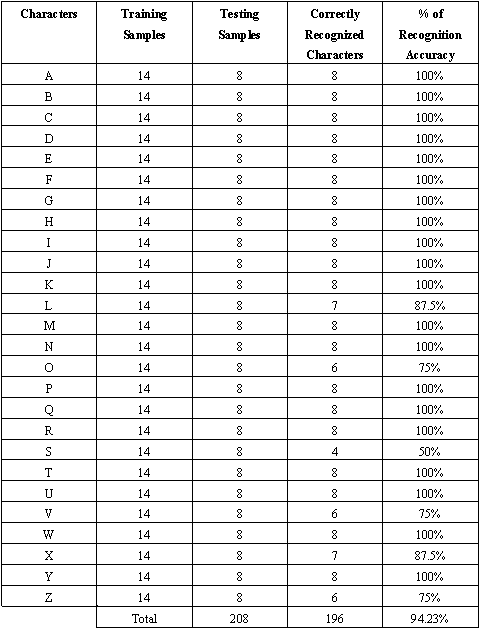 Characters Training Samples Testing Samples Correctly Recognized Characters % of Recognition Accuracy
A 14 8 8 100%
B 14 8 8 100%
C 14 8 8 100%
D 14 8 8 100%
E 14 8 8 100%
F 14 8 8 100%
G 14 8 8 100%
H 14 8 8 100%
I 14 8 8 100%
J 14 8 8 100%
K 14 8 8 100%
L 14 8 7 87.5%
M 14 8 8 100%
N 14 8 8 100%
O 14 8 6 75%
P 14 8 8 100%
Q 14 8 8 100%
R 14 8 8 100%
S 14 8 4 50%
T 14 8 8 100%
U 14 8 8 100%
V 14 8 6 75%
W 14 8 8 100%
X 14 8 7 87.5%
Y 14 8 8 100%
Z 14 8 6 75%
Total 208 196 94.23%